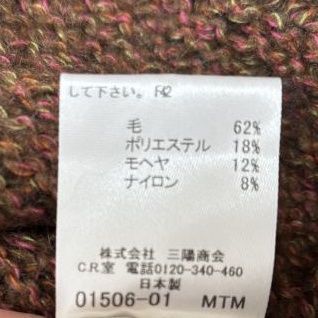 して下さい。 F42
毛 62%
ポリエステル 18%
モヘヤ 12%
ナイロン 8%
株式会社 三陽商会
C.R室 電話0120-340-460
日本製
01506-01 MTM